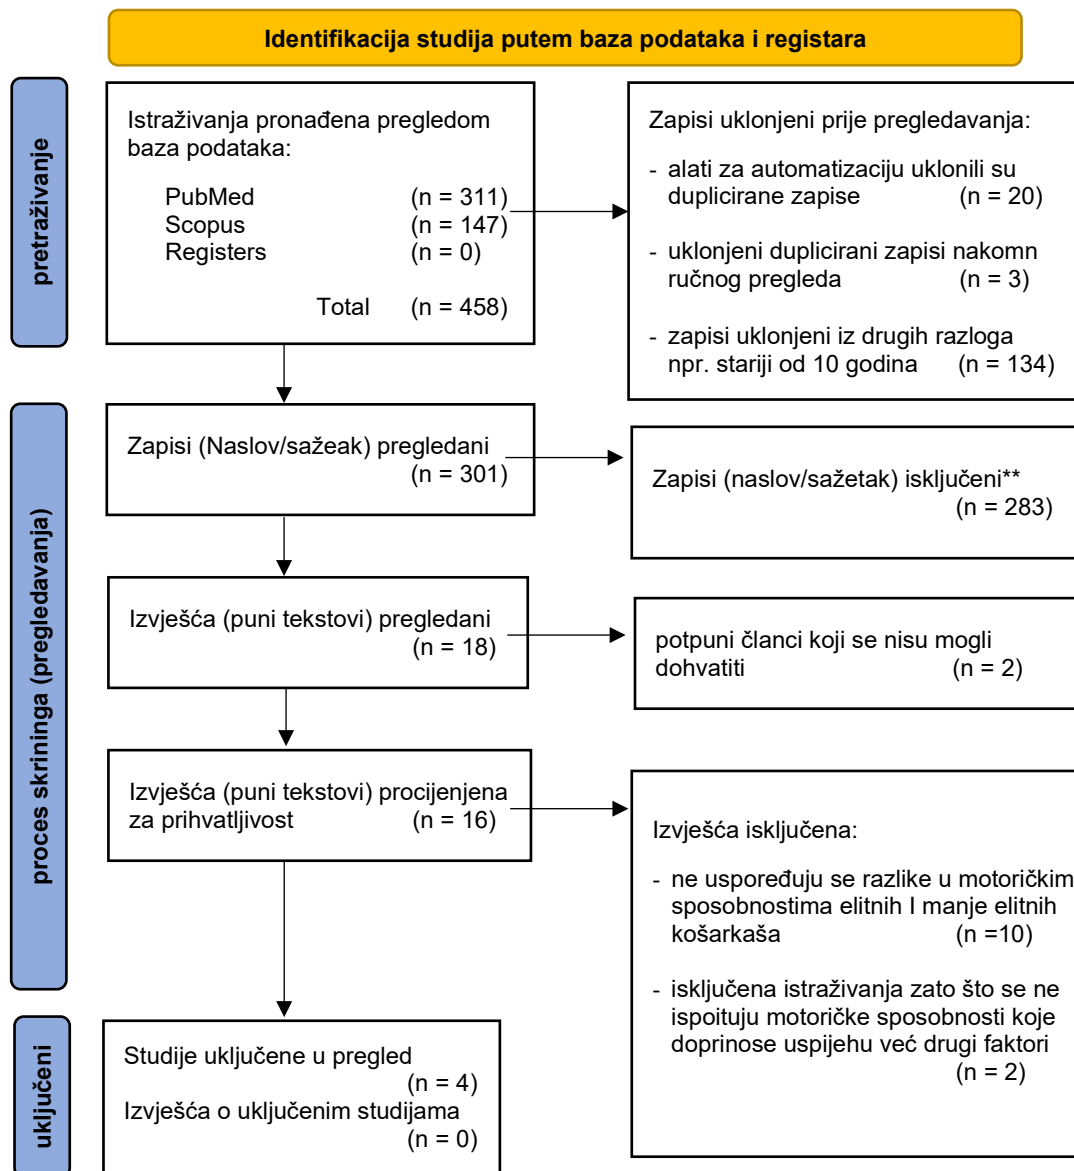 Identifikacija studija putem baza podataka i registara
pretraživanje
Istraživanja pronađena pregledom
baza podataka:
PubMed (n = 311)
Scopus (n = 147)
Registers (n = 0)
Total (n = 458)
Zapisi uklonjeni prije pregledavanja:
- alati za automatizaciju uklonili su
duplicirane zapise (n = 20)
- uklonjeni duplicirani zapisi nakomn
ručnog pregleda (n = 3)
- zapisi uklonjeni iz drugih razloga
npr. stariji od 10 godina (n = 134)
proces skrininga (pregledavanja)
Zapisi (Naslov/sažeak) pregledani
(n = 301)
Zapisi (naslov/sažetak) isključeni**
(n = 283)
Izvješća (puni tekstovi) pregledani
(n = 18)
potpuni članci koji se nisu mogli
dohvatiti (n = 2)
Izvješća (puni tekstovi) procijenjena
za prihvatljivost (n = 16)
Izvješća isključena:
- ne uspoređuju se razlike u motoričkim
sposobnostima elitnih I manje elitnih
košarkaša (n =10)
- isključena istraživanja zato što se ne
ispoituju motoričke sposobnosti koje
doprinose uspijehu već drugi faktori
(n = 2)
uključeni
Studije uključene u pregled
(n = 4)
Izvješća o uključenim studijama
(n = 0)